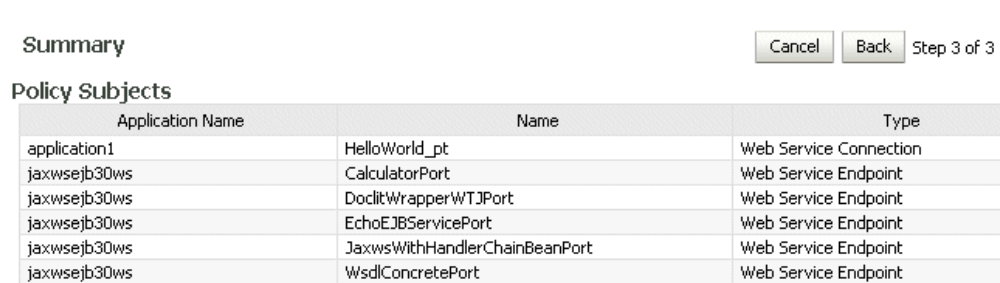 Summary Cancel Back Step 3 of 3
Policy Subjects
Application Name Name Type
application1 HelloWorld_pt Web Service Connection
jaxwsejb30ws CalculatorPort Web Service Endpoint
jaxwsejb30ws DoclitWrapperWTJPort Web Service Endpoint
jaxwsejb30ws EchoEJBServicePort Web Service Endpoint
jaxwsejb30ws JaxwsWithHandlerChainBeanPort Web Service Endpoint
jaxwsejb30ws WsdlConcretePort Web Service Endpoint